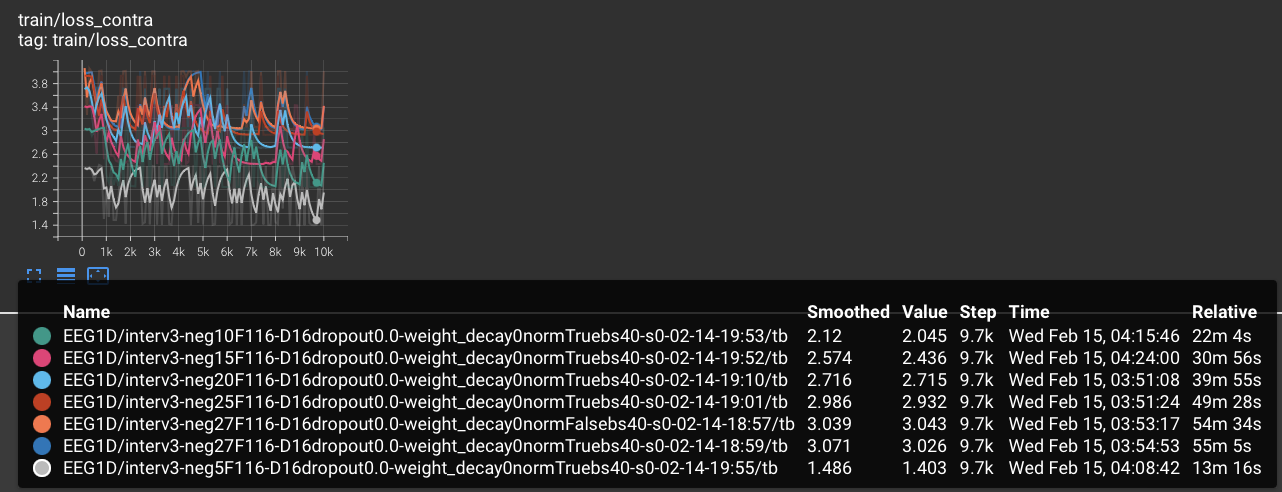 train/loss_contra
tag: train/loss_contra
3.8
3.4
3
2.6
2.2
1.8
1.4
0 1k 2k 3k 4k 5k 6k 7k 8k 9k 10k
Name Smoothed Value Step Time Relative
EEG1D/interv3-neg10F116-D16dropout0.0-weight_decay0normTruebs40-s0-02-14-19:53/tb 2.12 2.045 9.7k Wed Feb 15, 04:15:46 22m 4s
EEG1D/interv3-neg15F116-D16dropout0.0-weight_decay0normTruebs40-s0-02-14-19:52/tb 2.574 2.436 9.7k Wed Feb 15, 04:24:00 30m 56s
EEG1D/interv3-neg20F116-D16dropout0.0-weight_decay0normTruebs40-s0-02-14-19:10/tb 2.716 2.715 9.7k Wed Feb 15, 03:51:08 39m 55s
EEG1D/interv3-neg25F116-D16dropout0.0-weight_decay0normTruebs40-s0-02-14-19:01/tb 2.986 2.932 9.7k Wed Feb 15, 03:51:24 49m 28s
EEG1D/interv3-neg27F116-D16dropout0.0-weight_decay0normFalsebs40-s0-02-14-18:57/tb 3.039 3.043 9.7k Wed Feb 15, 03:53:17 54m 34s
EEG1D/interv3-neg27F116-D16dropout0.0-weight_decay0normTruebs40-s0-02-14-18:59/tb 3.071 3.026 9.7k Wed Feb 15, 03:54:53 55m 5s
EEG1D/interv3-neg5F116-D16dropout0.0-weight_decay0normTruebs40-s0-02-14-19:55/tb 1.486 1.403 9.7k Wed Feb 15, 04:08:42 13m 16s